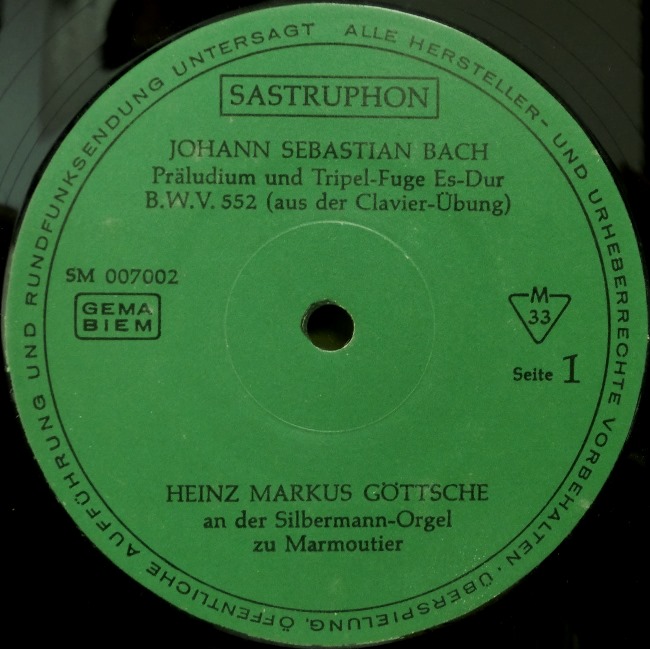 ALLE HERSTELLER- UND URHEBERRECHTE VORBEHALTEN · ÜBERSPIELUNG, ÖFFENTLICHE AUFFÜHRUNG UND RUNDFUNKSENDUNG UNTERSAGT
SASTRUPHON
JOHANN SEBASTIAN BACH
Präludium und Tripel-Fuge Es-Dur
B.W.V. 552 (aus der Clavier-Übung)
SM 007002
GEMA
BIEM
M
33
Seite 1
HEINZ MARKUS GÖTTSCHE
an der Silbermann-Orgel
zu Marmoutier